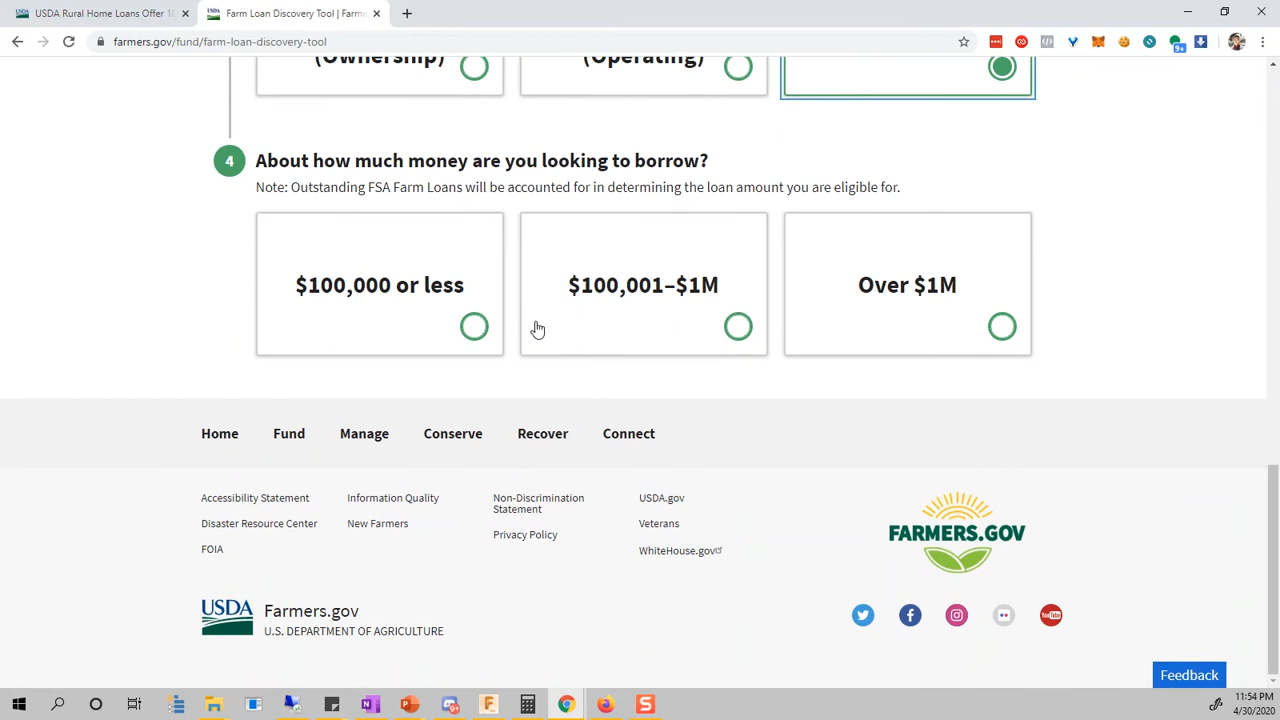 USDA Rural Home Loans Offer 10
Farm Loan Discovery Tool | Farme
farmers.gov/fund/farm-loan-discovery-tool
9+
(Ownership)
(Operating)
4
About how much money are you looking to borrow?
Note: Outstanding FSA Farm Loans will be accounted for in determining the loan amount you are eligible for.
$100,000 or less
$100,001–$1M
Over $1M
Home
Fund
Manage
Conserve
Recover
Connect
Accessibility Statement
Disaster Resource Center
FOIA
Information Quality
New Farmers
Non-Discrimination
Statement
Privacy Policy
USDA.gov
Veterans
WhiteHouse.gov
FARMERS.GOV
USDA
Farmers.gov
U.S. DEPARTMENT OF AGRICULTURE
YouTube
Feedback
11:54 PM
4/30/2020